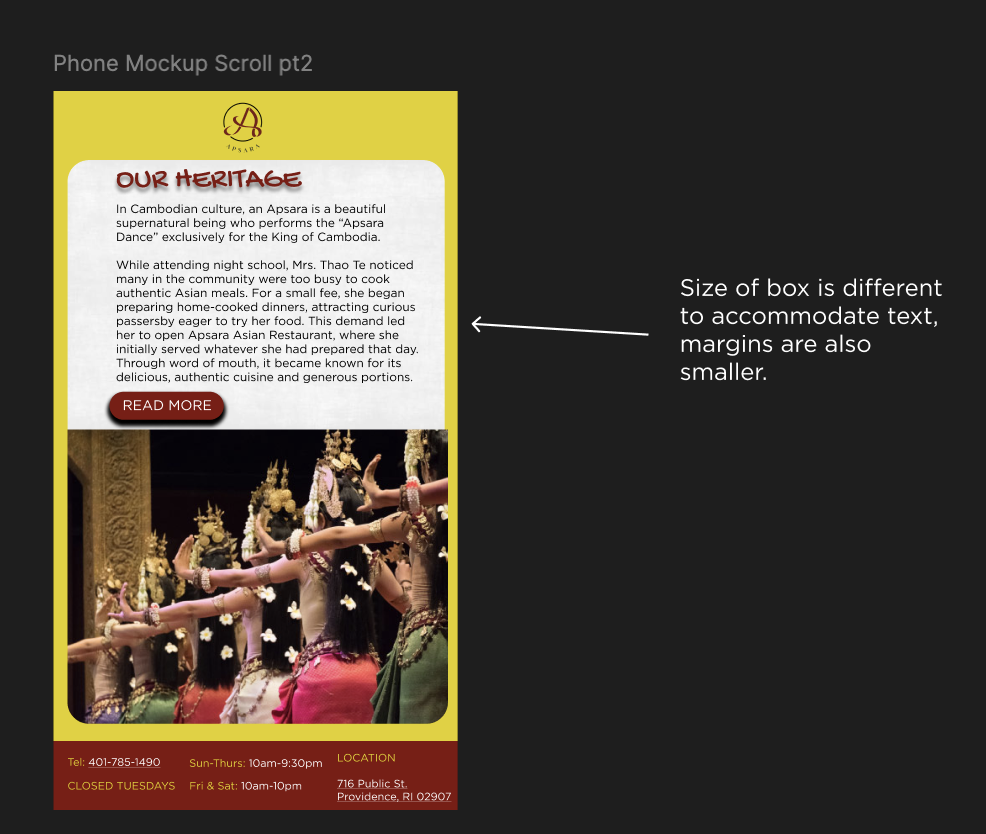 Phone Mockup Scroll pt2
APSARA
OUR HERITAGE
In Cambodian culture, an Apsara is a beautiful
supernatural being who performs the “Apsara
Dance” exclusively for the King of Cambodia.
While attending night school, Mrs. Thao Te noticed
many in the community were too busy to cook
authentic Asian meals. For a small fee, she began
preparing home-cooked dinners, attracting curious
passersby eager to try her food. This demand led
her to open Apsara Asian Restaurant, where she
initially served whatever she had prepared that day.
Through word of mouth, it became known for its
delicious, authentic cuisine and generous portions.
READ MORE
Size of box is different
to accommodate text,
margins are also
smaller.
Tel: 401-785-1490
CLOSED TUESDAYS
Sun-Thurs: 10am-9:30pm
Fri & Sat: 10am-10pm
LOCATION
716 Public St.
Providence, RI 02907